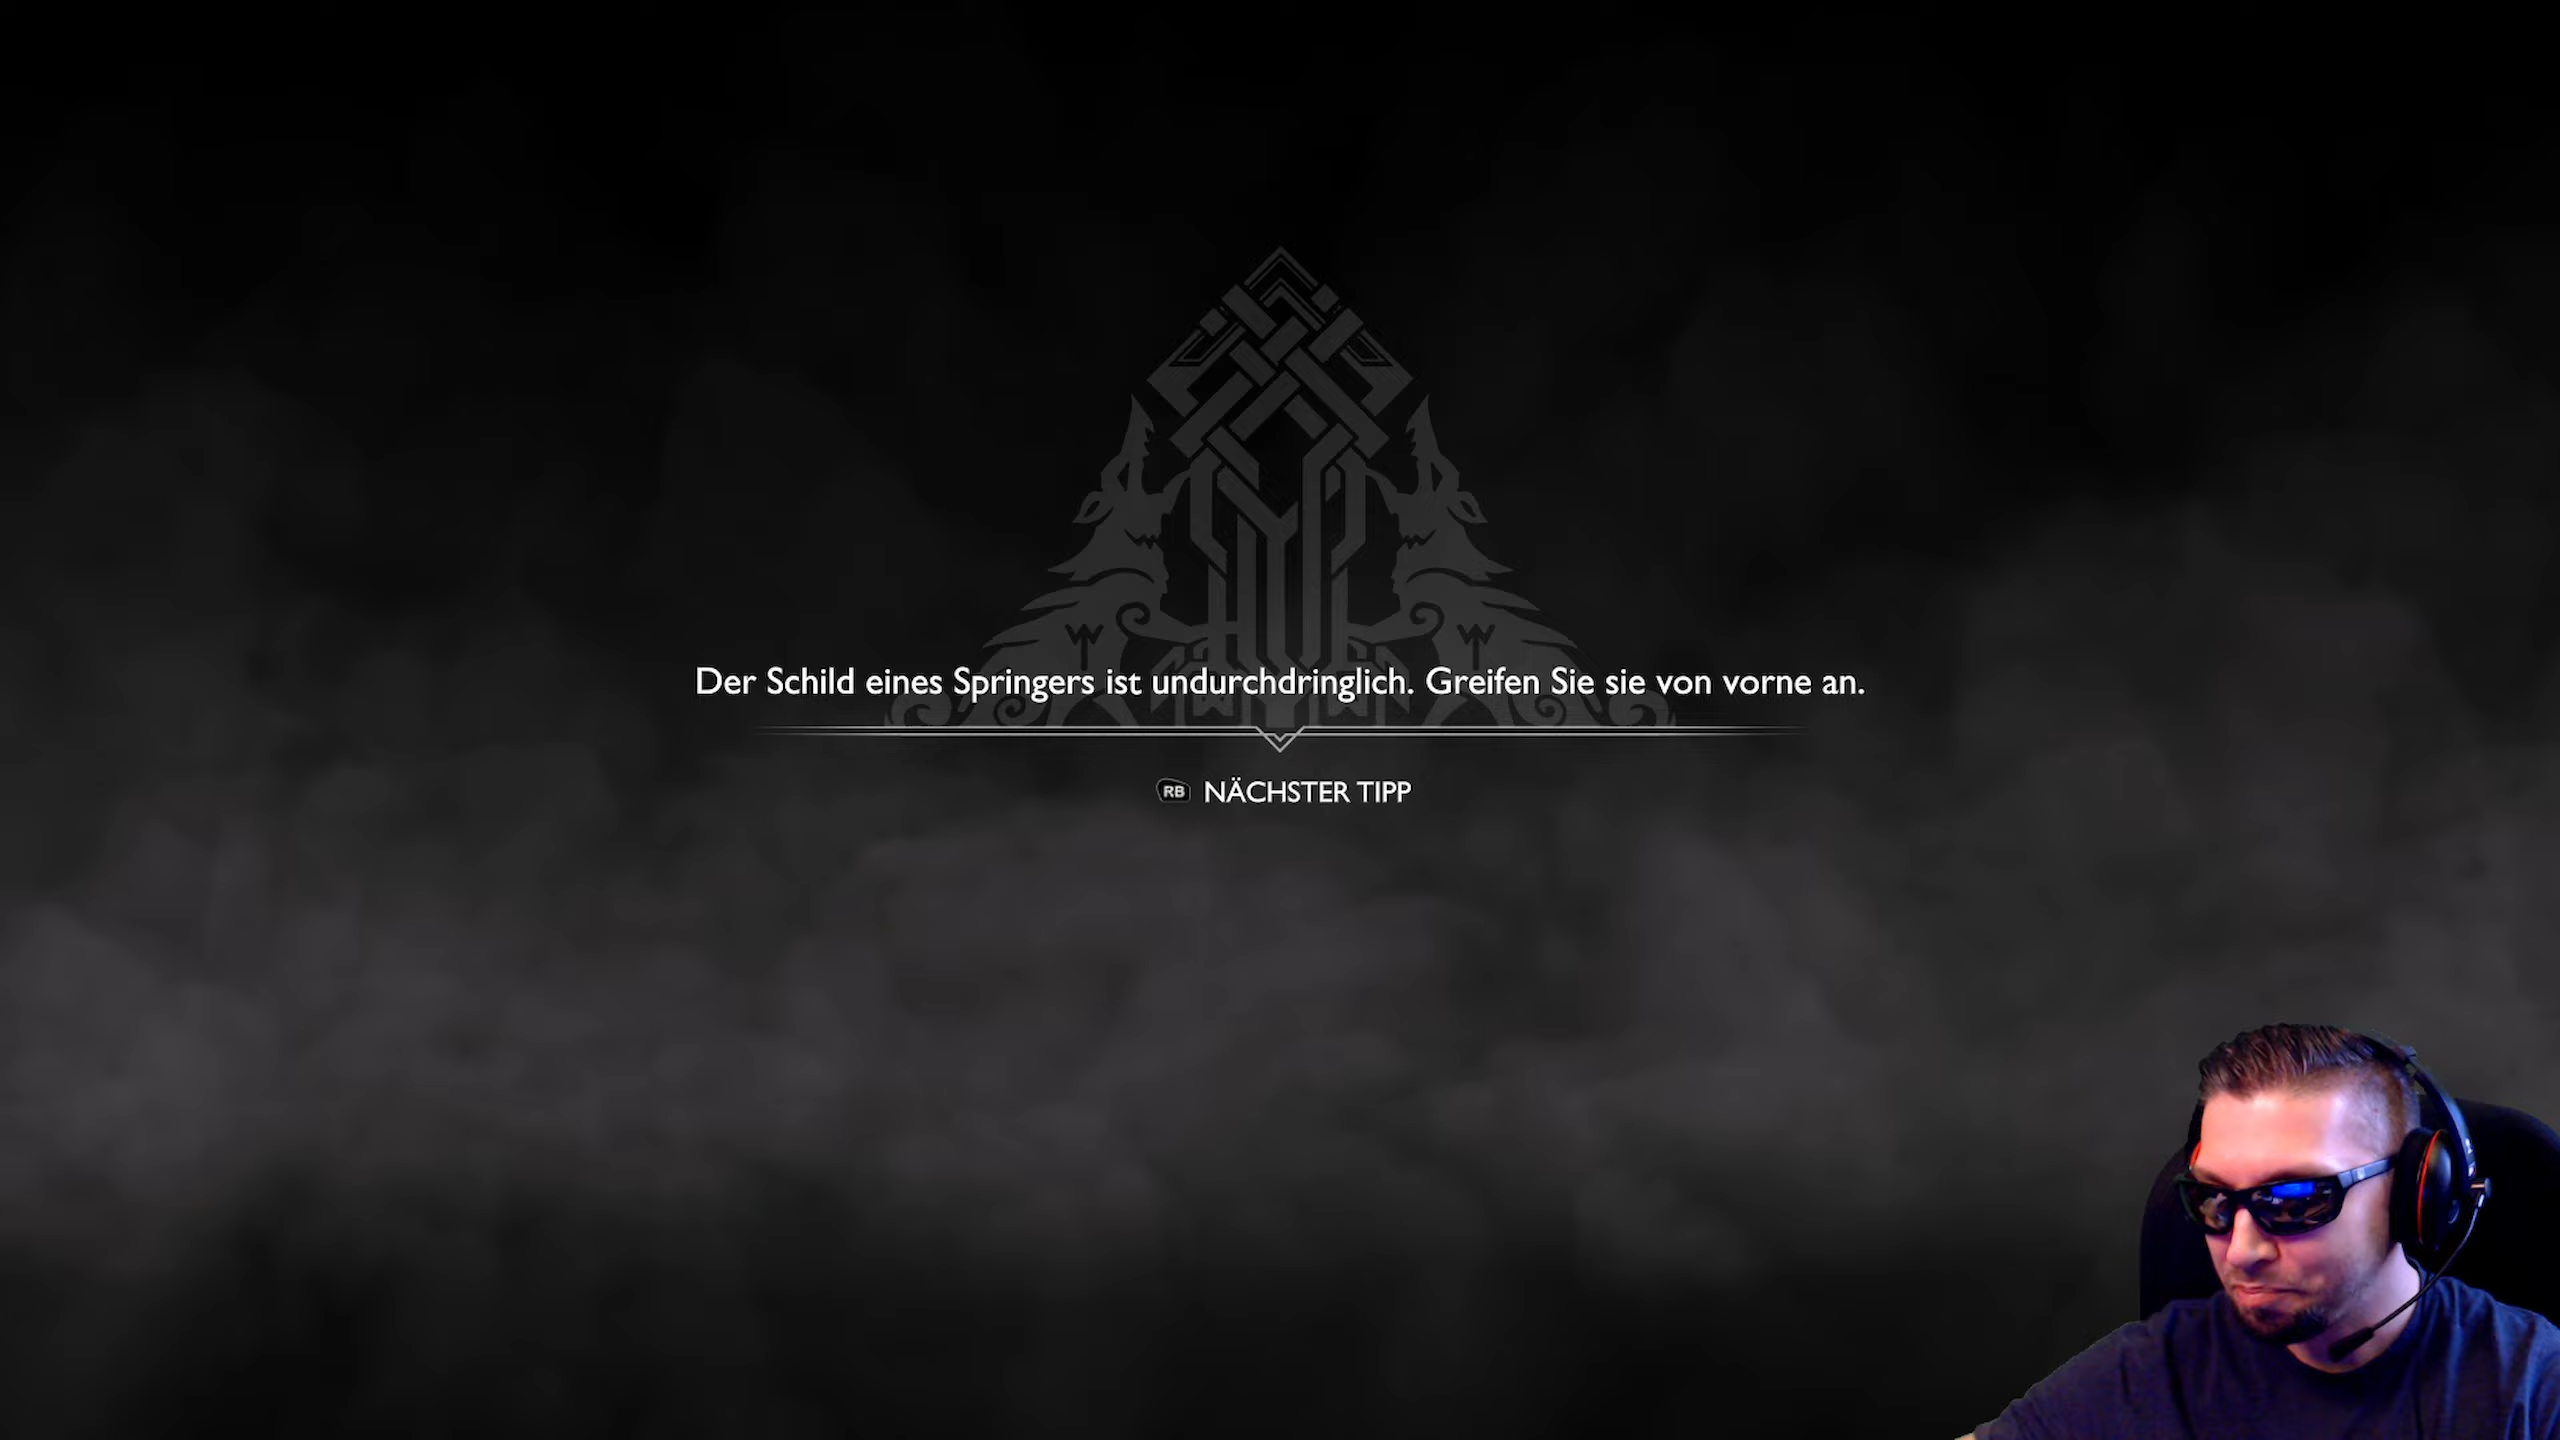 Der Schild eines Springers ist undurchdringlich. Greifen Sie sie von vorne an.
RB NÄCHSTER TIPP